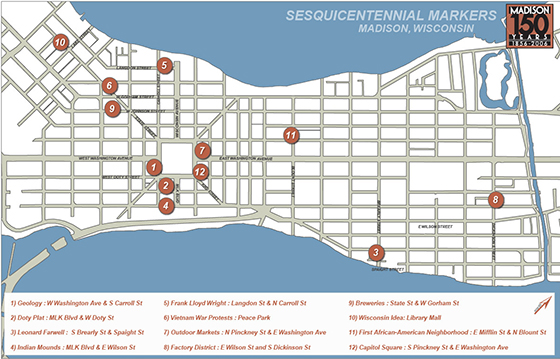 SESQUICENTENNIAL MARKERS
MADISON, WISCONSIN
MADISON
150
YEARS
1856-2006
10
5
LANGDON STREET
6
9
11
7
WEST WASHINGTON AVENUE
EAST WASHINGTON AVENUE
1
12
WEST DOTY STREET
2
4
8
E WILSON STREET
3
SPAIGHT STREET
1) Geology : W Washington Ave & S Carroll St
2) Doty Plat : MLK Blvd & W Doty St
3) Leonard Farwell : S Brearly St & Spaight St
4) Indian Mounds : MLK Blvd & E Wilson St
5) Frank Lloyd Wright : Langdon St & N Carroll St
6) Vietnam War Protests : Peace Park
7) Outdoor Markets : N Pinckney St & E Washington Ave
8) Factory District : E Wilson St and S Dickinson St
9) Breweries : State St & W Gorham St
10) Wisconsin Idea : Library Mall
11) First African-American Neighborhood : E Mifflin St & N Blount St
12) Capitol Square : S Pinckney St & E Washington Ave